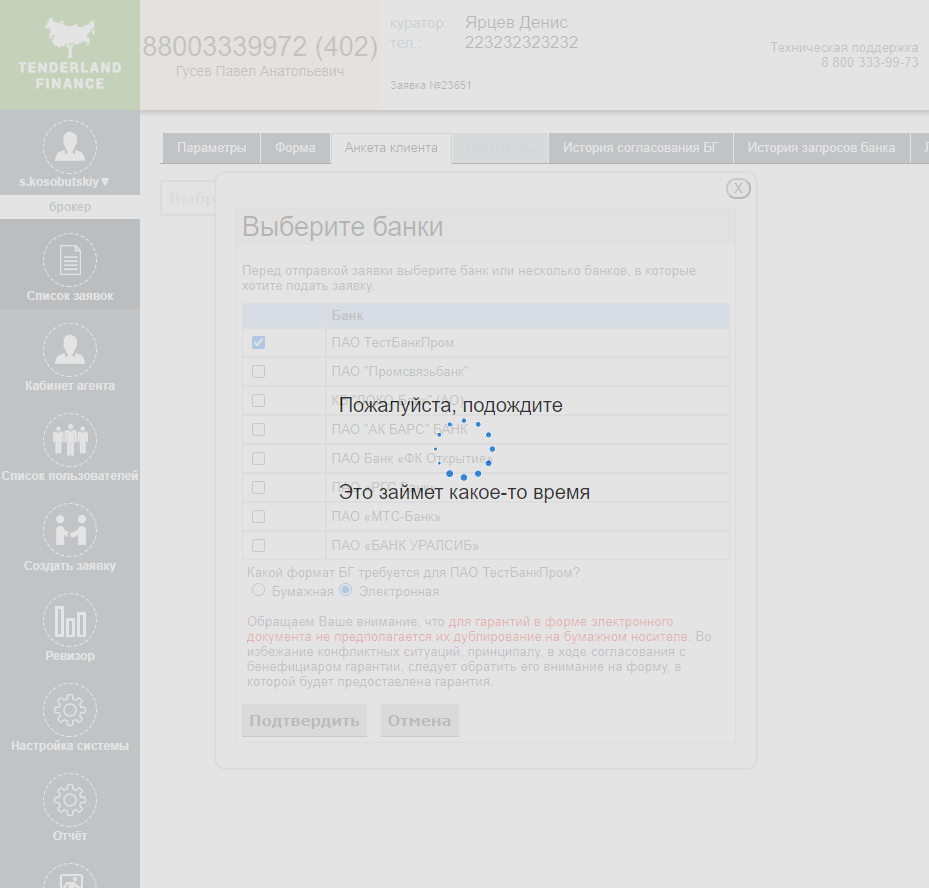 TENDERLAND
FINANCE
88003339972 (402)
Гусев Павел Анатольевич
куратор: Ярцев Денис
тел.: 223232323232
Заявка №23651
Техническая поддержка
8 800 333-99-73
s.kosobutskiy▼
брокер
Список заявок
Кабинет агента
Список пользователей
Создать заявку
Ревизор
Настройка системы
Отчёт
Параметры
Форма
Анкета клиента
Документы
История согласования БГ
История запросов банка
Выбр
X
Выберите банки
Перед отправкой заявки выберите банк или несколько банков, в которые
хотите подать заявку.
Банк
ПАО ТестБанкПром
ПАО "Промсвязьбанк"
КБ "ЛОКО-Банк" (АО)
Пожалуйста, подождите
ПАО "АК БАРС" БАНК
ПАО Банк «ФК Открытие»
ПАО «РГС Банк»
Это займет какое-то время
ПАО «МТС-Банк»
ПАО «БАНК УРАЛСИБ»
Какой формат БГ требуется для ПАО ТестБанкПром?
Бумажная Электронная
Обращаем Ваше внимание, что для гарантий в форме электронного
документа не предполагается их дублирование на бумажном носителе. Во
избежание конфликтных ситуаций, принципалу, в ходе согласования с
бенефициаром гарантии, следует обратить его внимание на форму, в
которой будет предоставлена гарантия.
Подтвердить Отмена